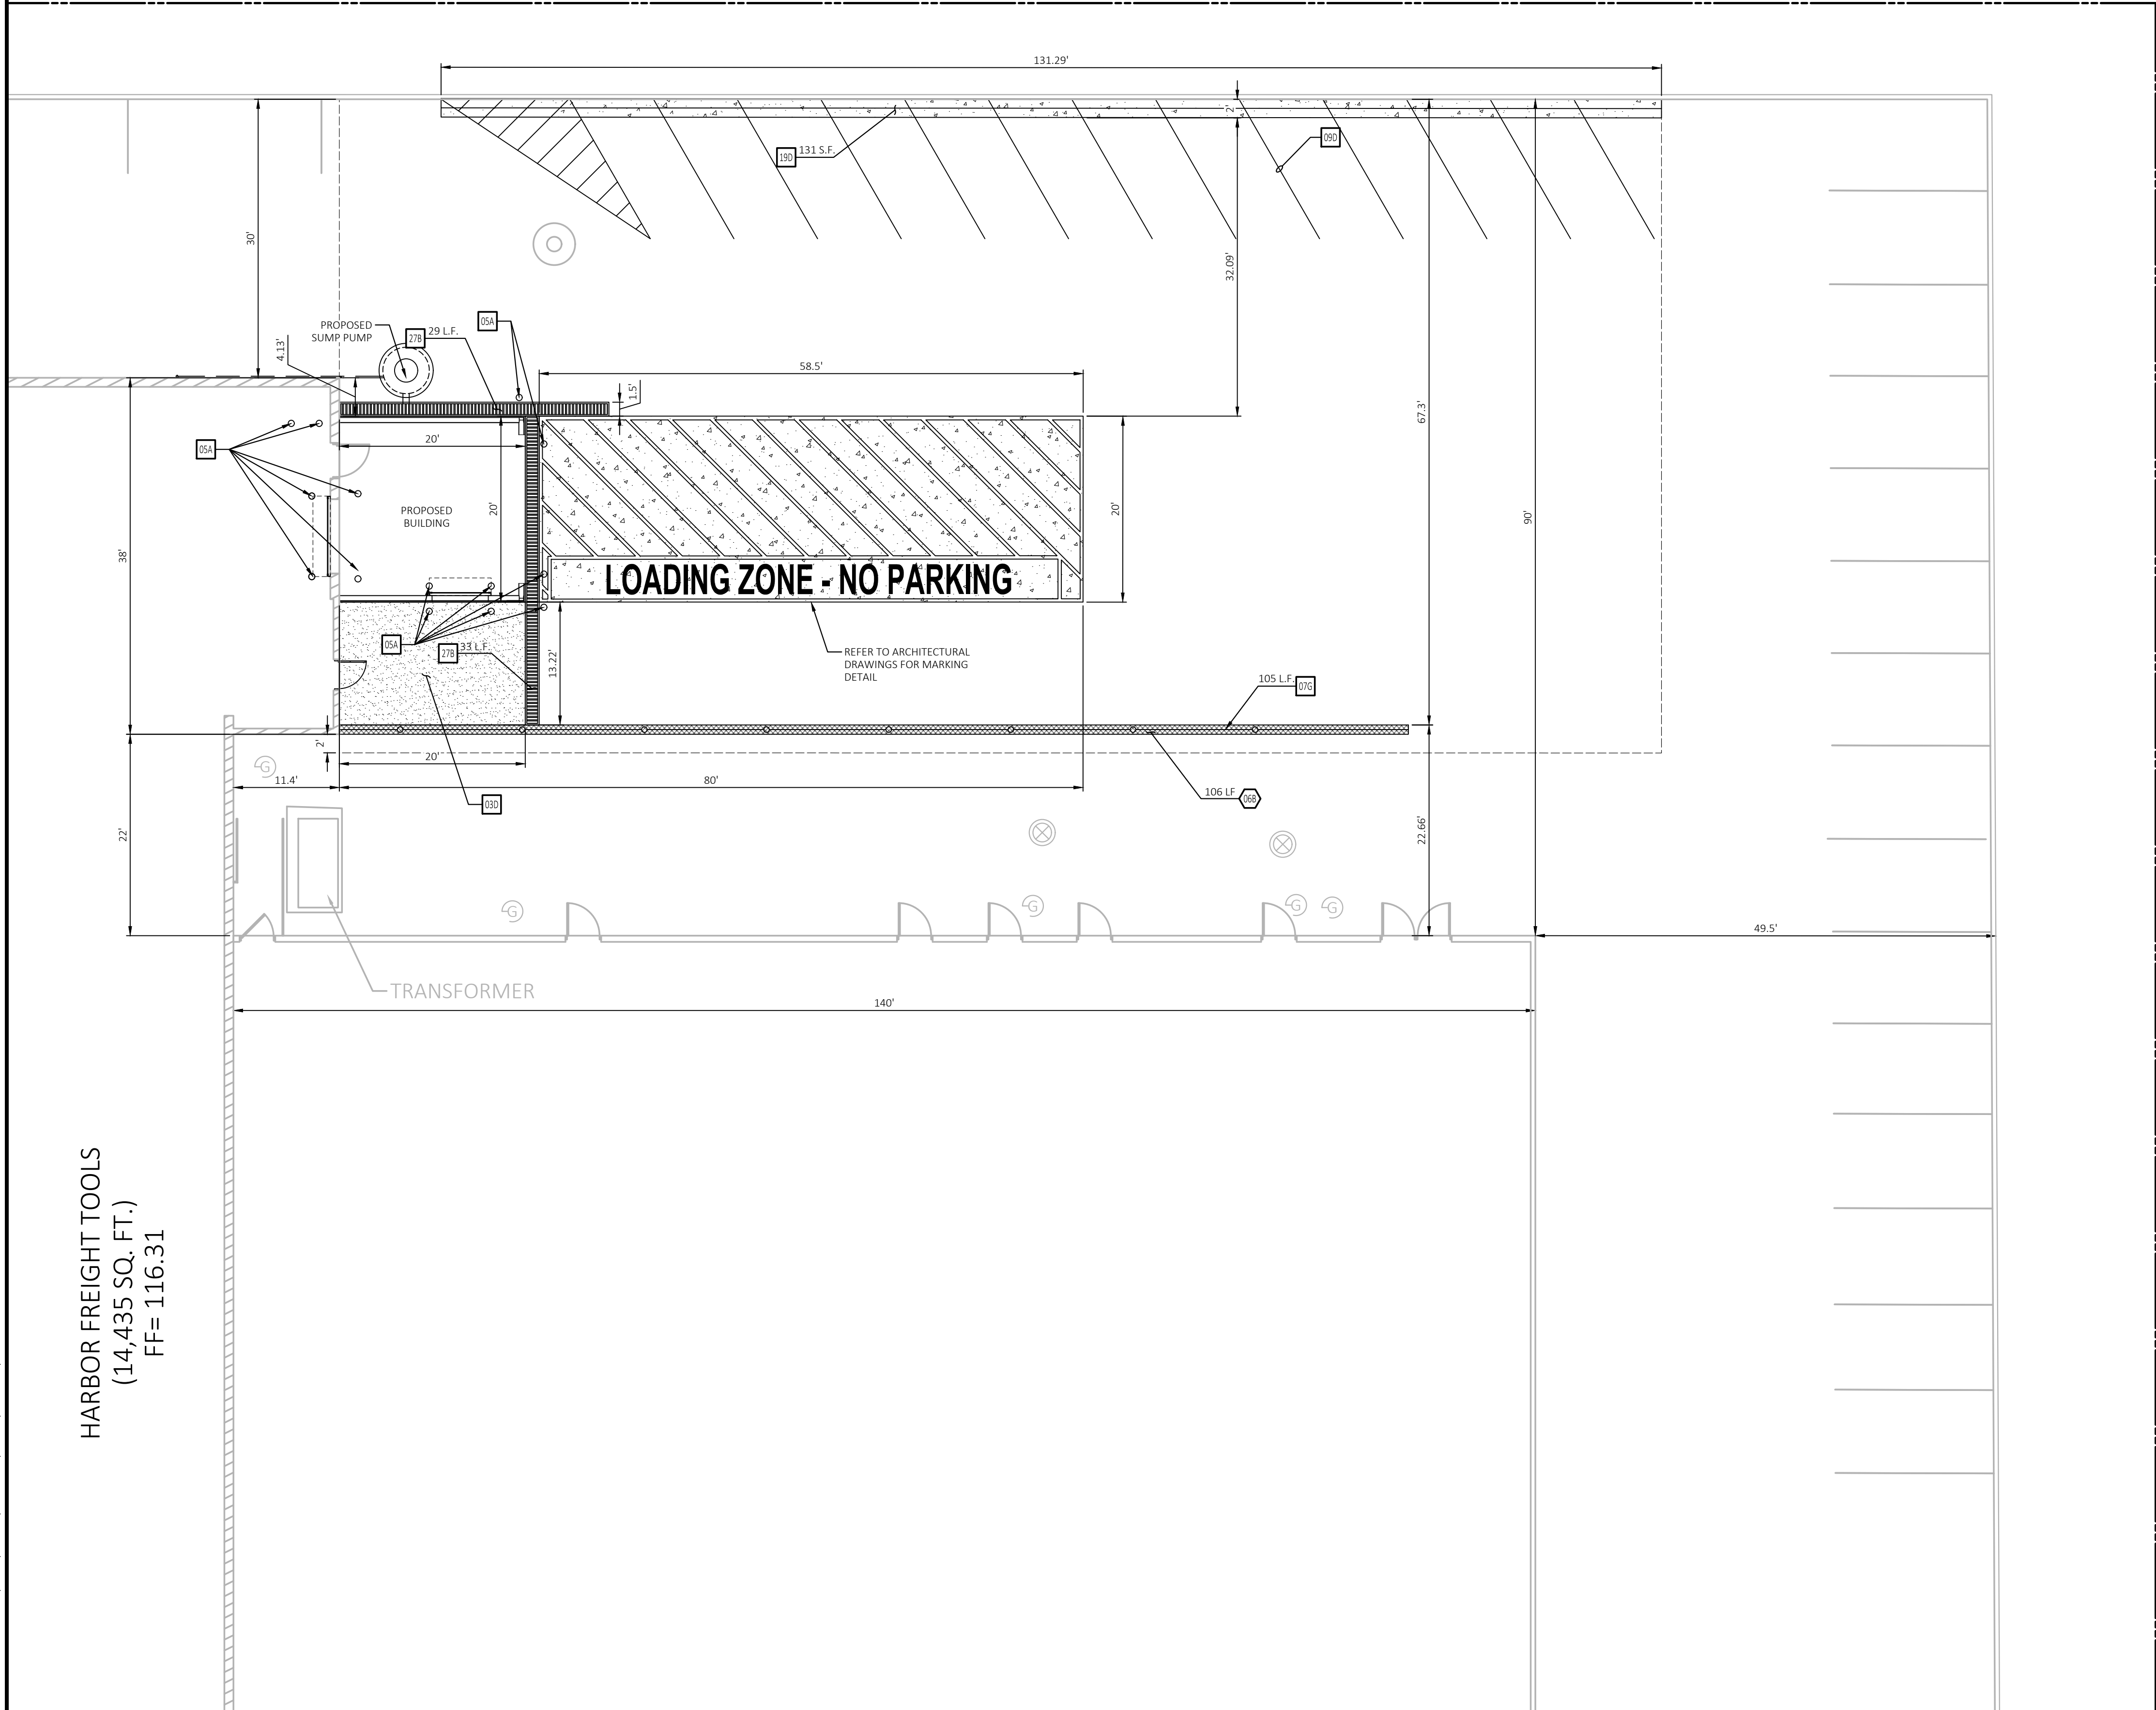 131.29'
2'
09D
19D
131 S.F.
30'
32.09'
67.3'
90'
PROPOSED
SUMP PUMP
27B
29 L.F.
05A
4.13'
58.5'
1.5'
05A
20'
20'
PROPOSED
BUILDING
20'
38'
LOADING ZONE - NO PARKING
05A
27B
33 L.F.
13.22'
REFER TO ARCHITECTURAL
DRAWINGS FOR MARKING
DETAIL
105 L.F.
07G
2'
20'
G
11.4'
80'
03D
106 LF
06B
22'
22.66'
G
G
G
G
49.5'
TRANSFORMER
140'
HARBOR FREIGHT TOOLS
(14,435 SQ. FT.)
FF= 116.31